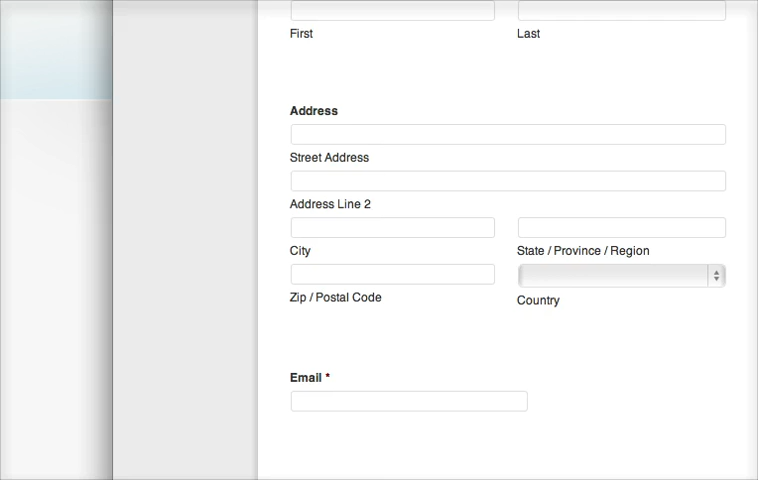 First Last
Address
Street Address
Address Line 2
City State / Province / Region
Zip / Postal Code Country
Email *